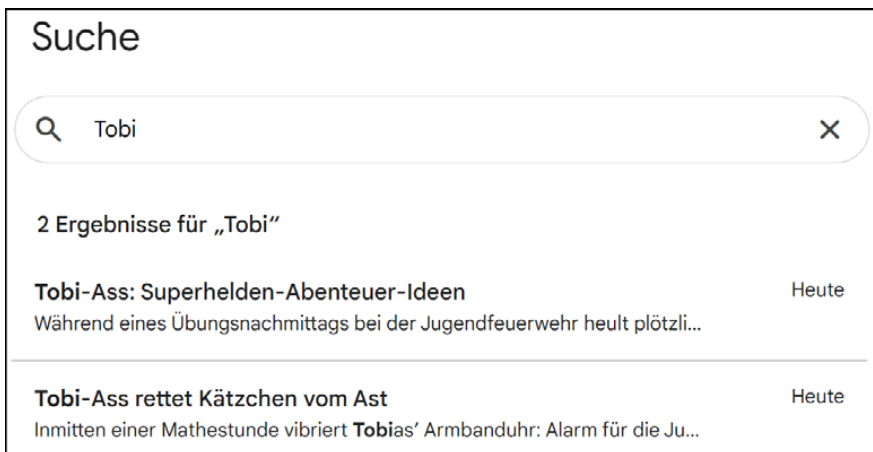 Suche
Tobi
2 Ergebnisse für „Tobi“
Tobi-Ass: Superhelden-Abenteuer-Ideen Heute
Während eines Übungsnachmittags bei der Jugendfeuerwehr heult plötzli...
Tobi-Ass rettet Kätzchen vom Ast Heute
Inmitten einer Mathestunde vibriert Tobias’ Armbanduhr: Alarm für die Ju...